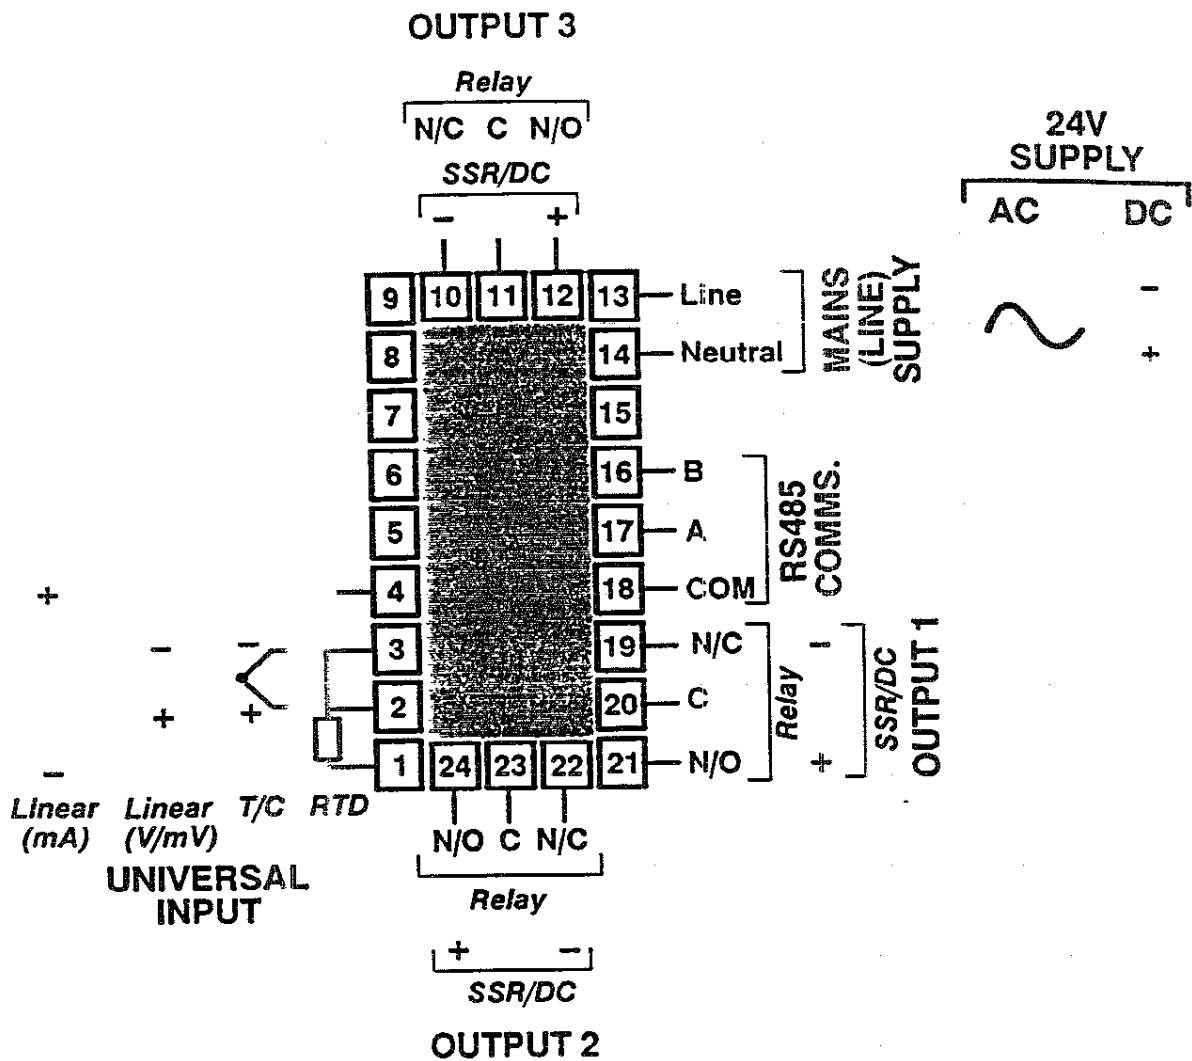 OUTPUT 3
Relay
N/C C N/O
SSR/DC
- +
24V
SUPPLY
AC DC
9 10 11 12 13 Line
8 14 Neutral
MAINS
(LINE)
SUPPLY
-
+
7 15
6 16 B
5 17 A
4 18 COM
RS485
COMMS.
+
3 19 N/C
2 20 C
1 24 23 22 21 N/O
Relay
- +
SSR/DC
OUTPUT 1
- -
+ +
-
Linear
(mA)
Linear
(V/mV)
T/C
RTD
UNIVERSAL
INPUT
N/O C N/C
Relay
+ -
SSR/DC
OUTPUT 2